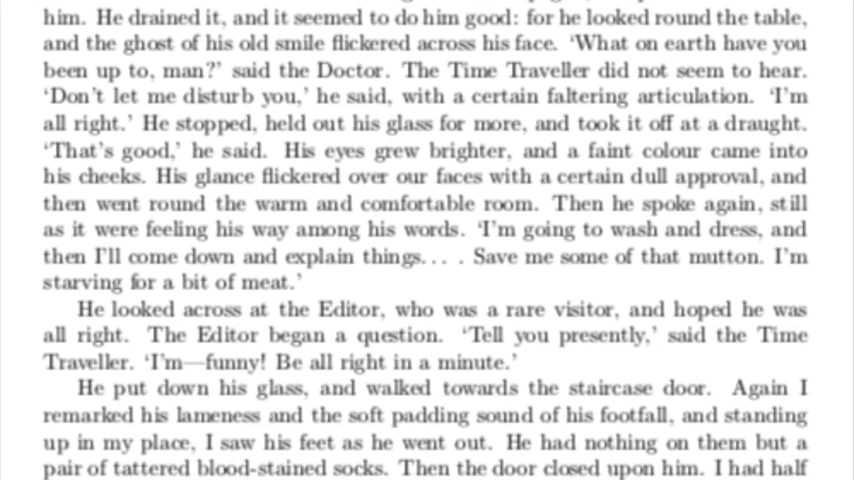 him. He drained it, and it seemed to do him good: for he looked round the table,
and the ghost of his old smile flickered across his face. ‘What on earth have you
been up to, man?’ said the Doctor. The Time Traveller did not seem to hear.
‘Don’t let me disturb you,’ he said, with a certain faltering articulation. ‘I’m
all right.’ He stopped, held out his glass for more, and took it off at a draught.
‘That’s good,’ he said. His eyes grew brighter, and a faint colour came into
his cheeks. His glance flickered over our faces with a certain dull approval, and
then went round the warm and comfortable room. Then he spoke again, still
as it were feeling his way among his words. ‘I’m going to wash and dress, and
then I’ll come down and explain things. . . . Save me some of that mutton. I’m
starving for a bit of meat.’
He looked across at the Editor, who was a rare visitor, and hoped he was
all right. The Editor began a question. ‘Tell you presently,’ said the Time
Traveller. ‘I’m—funny! Be all right in a minute.’
He put down his glass, and walked towards the staircase door. Again I
remarked his lameness and the soft padding sound of his footfall, and standing
up in my place, I saw his feet as he went out. He had nothing on them but a
pair of tattered blood-stained socks. Then the door closed upon him. I had half